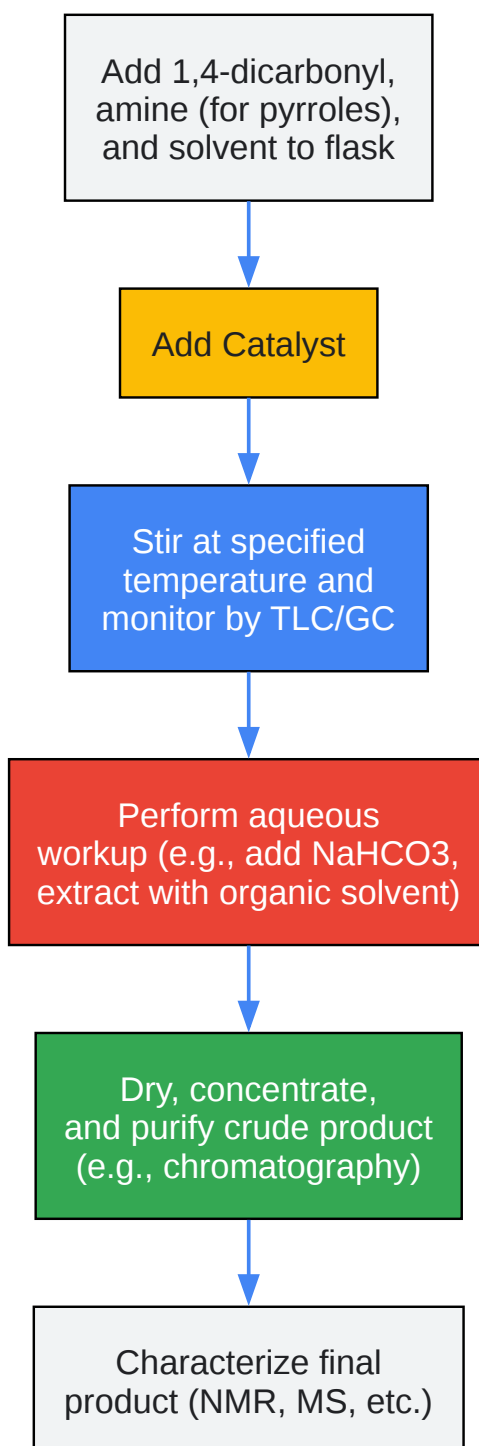 Add 1,4-dicarbonyl,
amine (for pyrroles),
and solvent to flask
Add Catalyst
Stir at specified
temperature and
monitor by TLC/GC
Perform aqueous
workup (e.g., add NaHCO3,
extract with organic solvent)
Dry, concentrate,
and purify crude product
(e.g., chromatography)
Characterize final
product (NMR, MS, etc.)